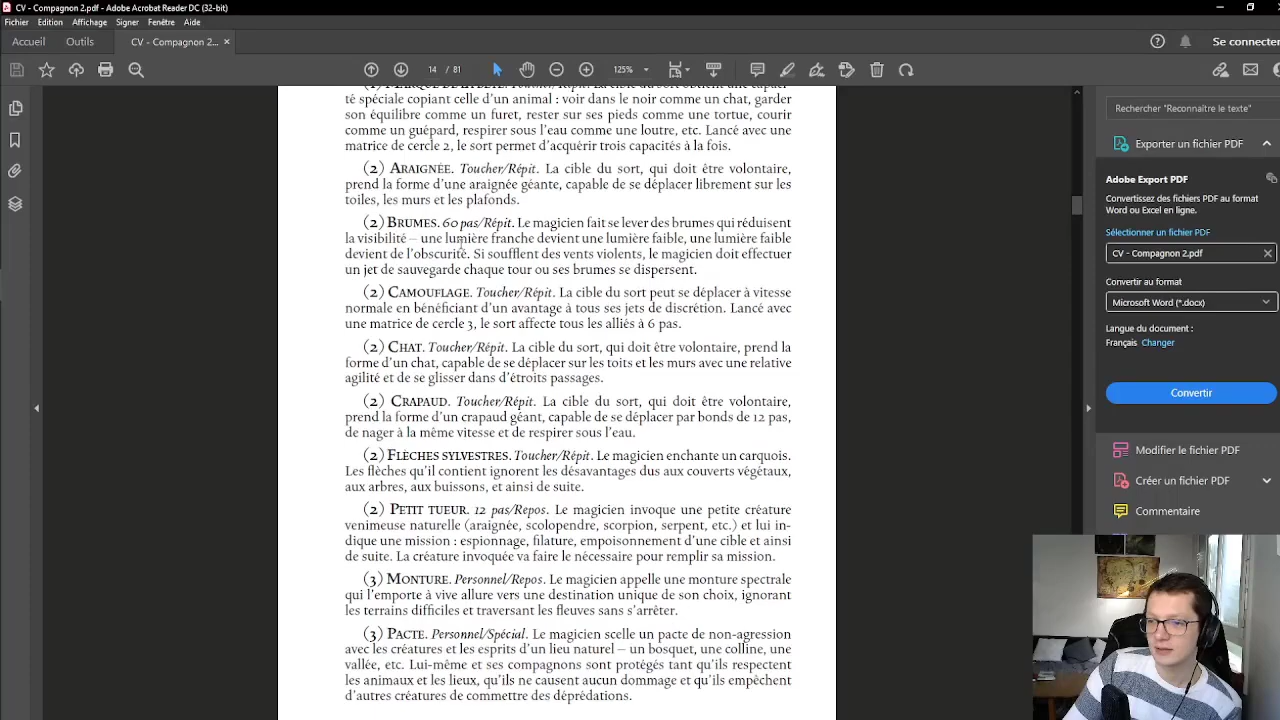 CV - Compagnon 2.pdf - Adobe Acrobat Reader DC (32-bit)
Fichier Edition Affichage Signer Fenêtres Aide
Accueil Outils CV - Compagnon 2... × Se connecter
14 / 81 125%
té spéciale copiant celle d'un animal : voir dans le noir comme un chat, garder
son équilibre comme un furet, rester sur ses pieds comme une tortue, courir
comme un guépard, respirer sous l'eau comme une loutre, etc. Lancé avec une
matrice de cercle 2, le sort permet d'acquérir trois capacités à la fois.
(2) ARAIGNÉE. Toucher/Répit. La cible du sort, qui doit être volontaire,
prend la forme d'une araignée géante, capable de se déplacer librement sur les
toiles, les murs et les plafonds.
(2) BRUMES. 60 pas/Répit. Le magicien fait se lever des brumes qui réduisent
la visibilité – une lumière franche devient une lumière faible, une lumière faible
devient de l'obscurité. Si soufflent des vents violents, le magicien doit effectuer
un jet de sauvegarde chaque tour ou ses brumes se dispersent.
(2) CAMOUFLAGE. Toucher/Répit. La cible du sort peut se déplacer à vitesse
normale en bénéficiant d'un avantage à tous ses jets de discrétion. Lancé avec
une matrice de cercle 3, le sort affecte tous les alliés à 6 pas.
(2) CHAT. Toucher/Répit. La cible du sort, qui doit être volontaire, prend la
forme d'un chat, capable de se déplacer sur les toits et les murs avec une relative
agilité et de se glisser dans d'étroits passages.
(2) CRAPAUD. Toucher/Répit. La cible du sort, qui doit être volontaire,
prend la forme d'un crapaud géant, capable de se déplacer par bonds de 12 pas,
de nager à la même vitesse et de respirer sous l'eau.
(2) FLÈCHES SYLVESTRES. Toucher/Répit. Le magicien enchante un carquois.
Les flèches qu'il contient ignorent les désavantages dus aux couverts végétaux,
aux arbres, aux buissons, et ainsi de suite.
(2) PETIT TUEUR. 12 pas/Repos. Le magicien invoque une petite créature
venimeuse naturelle (araignée, scolopendre, scorpion, serpent, etc.) et lui in-
dique une mission : espionnage, filature, empoisonnement d'une cible et ainsi
de suite. La créature invoquée va faire le nécessaire pour remplir sa mission.
(3) MONTURE. Personnel/Repos. Le magicien appelle une monture spectrale
qui l'emporte à vive allure vers une destination unique de son choix, ignorant
les terrains difficiles et traversant les fleuves sans s'arrêter.
(3) PACTE. Personnel/Spécial. Le magicien scelle un pacte de non-agression
avec les créatures et les esprits d'un lieu naturel – un bosquet, une colline, une
vallée, etc. Lui-même et ses compagnons sont protégés tant qu'ils respectent
les animaux et les lieux, qu'ils ne causent aucun dommage et qu'ils empêchent
d'autres créatures de commettre des déprédations.
Rechercher "Reconnaître le texte"
Exporter un fichier PDF
Adobe Export PDF
Convertissez des fichiers PDF au format
Word ou Excel en ligne.
Sélectionner un fichier PDF
CV - Compagnon 2.pdf
Convertir au format
Microsoft Word (*.docx)
Langue du document :
Français Changer
Convertir
Modifier le fichier PDF
Créer un fichier PDF
Commentaire